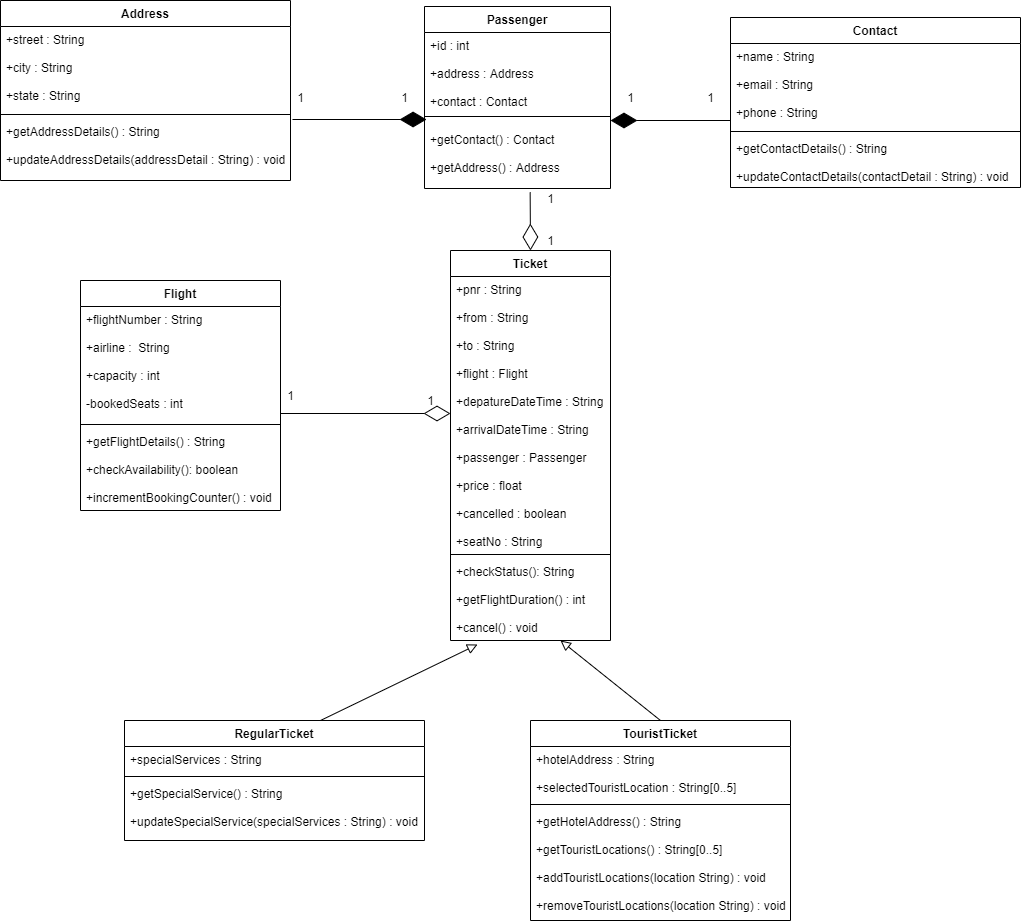 Address
+street : String
+city : String
+state : String
+getAddressDetails() : String
+updateAddressDetails(addressDetail : String) : void
1
1
Passenger
+id : int
+address : Address
+contact : Contact
+getContact() : Contact
+getAddress() : Address
1
1
Contact
+name : String
+email : String
+phone : String
+getContactDetails() : String
+updateContactDetails(contactDetail : String) : void
1
1
Flight
+flightNumber : String
+airline :  String
+capacity : int
-bookedSeats : int
+getFlightDetails() : String
+checkAvailability(): boolean
+incrementBookingCounter() : void
1
1
Ticket
+pnr : String
+from : String
+to : String
+flight : Flight
+depatureDateTime : String
+arrivalDateTime : String
+passenger : Passenger
+price : float
+cancelled : boolean
+seatNo : String
+checkStatus(): String
+getFlightDuration() : int
+cancel() : void
RegularTicket
+specialServices : String
+getSpecialService() : String
+updateSpecialService(specialServices : String) : void
TouristTicket
+hotelAddress : String
+selectedTouristLocation : String[0..5]
+getHotelAddress() : String
+getTouristLocations() : String[0..5]
+addTouristLocations(location String) : void
+removeTouristLocations(location String) : void